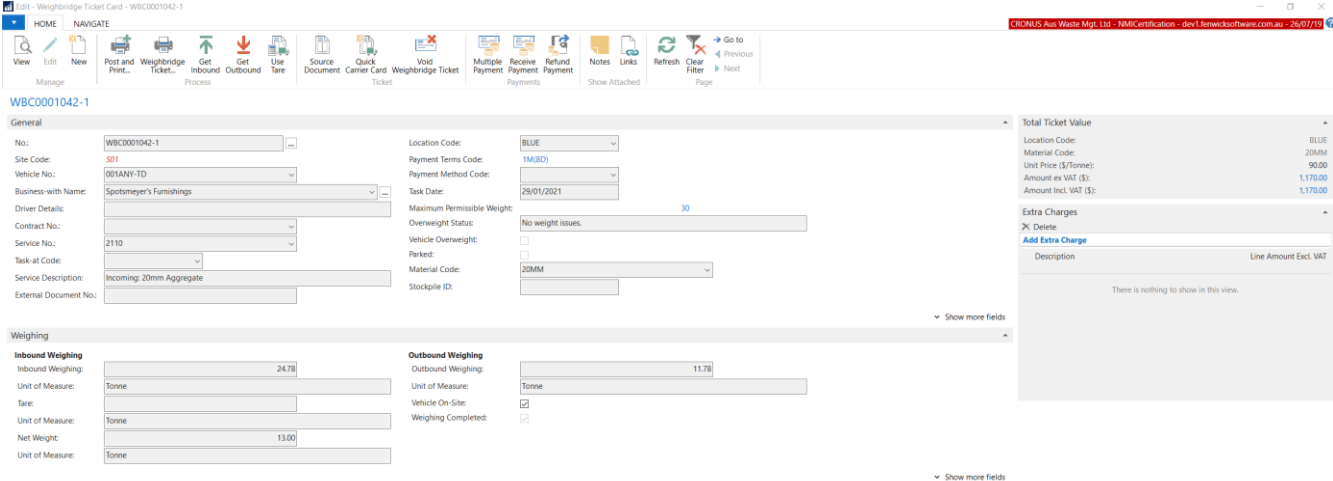 Edit - Weighbridge Ticket Card - WBC0001042-1
HOME NAVIGATE
CRONUS Aus Waste Mgt. Ltd - NMICertification - dev1.fenwicksoftware.com.au - 26/07/19
View Edit New Post and Print... Weighbridge Ticket... Get Inbound Get Outbound Use Tare Source Document Quick Carrier Card Void Weighbridge Ticket Multiple Payment Receive Payment Refund Payment Notes Links Refresh Clear Filter
Go to
Previous
Next
Manage Process Ticket Payments Show Attached Page
WBC0001042-1
General
No.: WBC0001042-1 ...
Site Code: S01
Vehicle No.: 001ANY-TD
Business-with Name: Spotsmeyer's Furnishings ...
Driver Details:
Contract No.:
Service No.: 2110
Task-at Code:
Service Description: Incoming: 20mm Aggregate
External Document No.:
Location Code: BLUE
Payment Terms Code: 1M(8D)
Payment Method Code:
Task Date: 29/01/2021
Maximum Permissible Weight: 30
Overweight Status: No weight issues.
Vehicle Overweight:
Parked:
Material Code: 20MM
Stockpile ID:
Show more fields
Weighing
Inbound Weighing
Inbound Weighing: 24.78
Unit of Measure: Tonne
Tare:
Unit of Measure: Tonne
Net Weight: 13.00
Unit of Measure: Tonne
Outbound Weighing
Outbound Weighing: 11.78
Unit of Measure: Tonne
Vehicle On-Site:
Weighing Completed:
Show more fields
Total Ticket Value
Location Code: BLUE
Material Code: 20MM
Unit Price ($/Tonne): 90.00
Amount ex VAT ($): 1,170.00
Amount Incl. VAT ($): 1,170.00
Extra Charges
Delete
Add Extra Charge
Description Line Amount Excl. VAT
There is nothing to show in this view.